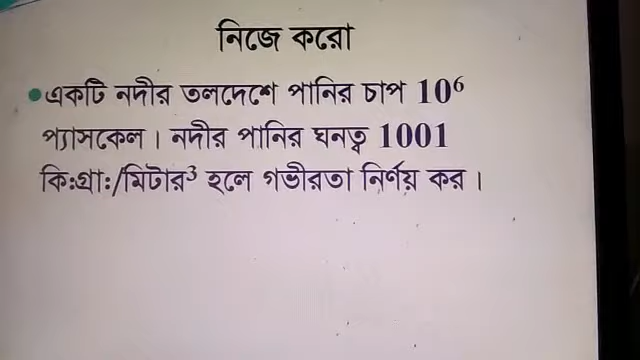 নিজে করো
একটি নদীর তলদেশে পানির চাপ 10⁶
প্যাসকেল। নদীর পানির ঘনত্ব 1001
কি:গ্রা:/মিটার³ হলে গভীরতা নির্ণয় কর।